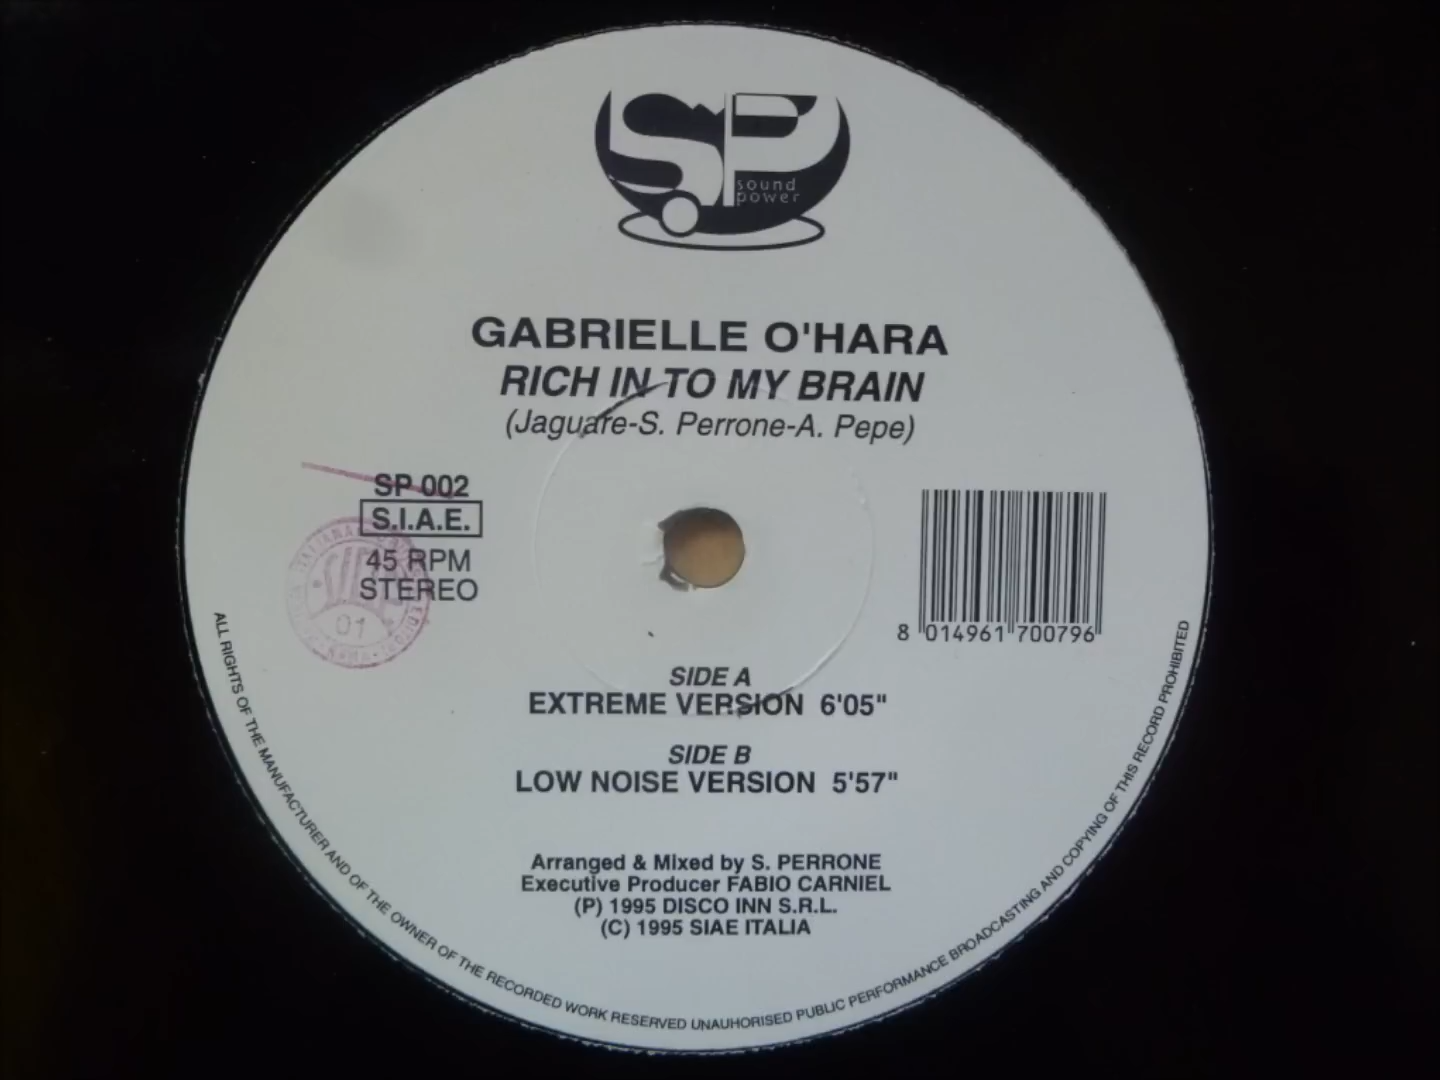 SP
sound
power
GABRIELLE O'HARA
RICH IN TO MY BRAIN
(Jaguare-S. Perrone-A. Pepe)
SP 002
S.I.A.E.
45 RPM
STEREO
01
8 014961 700796
SIDE A
EXTREME VERSION 6'05"
SIDE B
LOW NOISE VERSION 5'57"
Arranged & Mixed by S. PERRONE
Executive Producer FABIO CARNIEL
(P) 1995 DISCO INN S.R.L.
(C) 1995 SIAE ITALIA
ALL RIGHTS OF THE MANUFACTURER AND OF THE OWNER OF THE RECORDED WORK RESERVED UNAUHORISED PUBLIC PERFORMANCE BROADCASTING AND COPYING OF THIS RECORD PROHIBITED